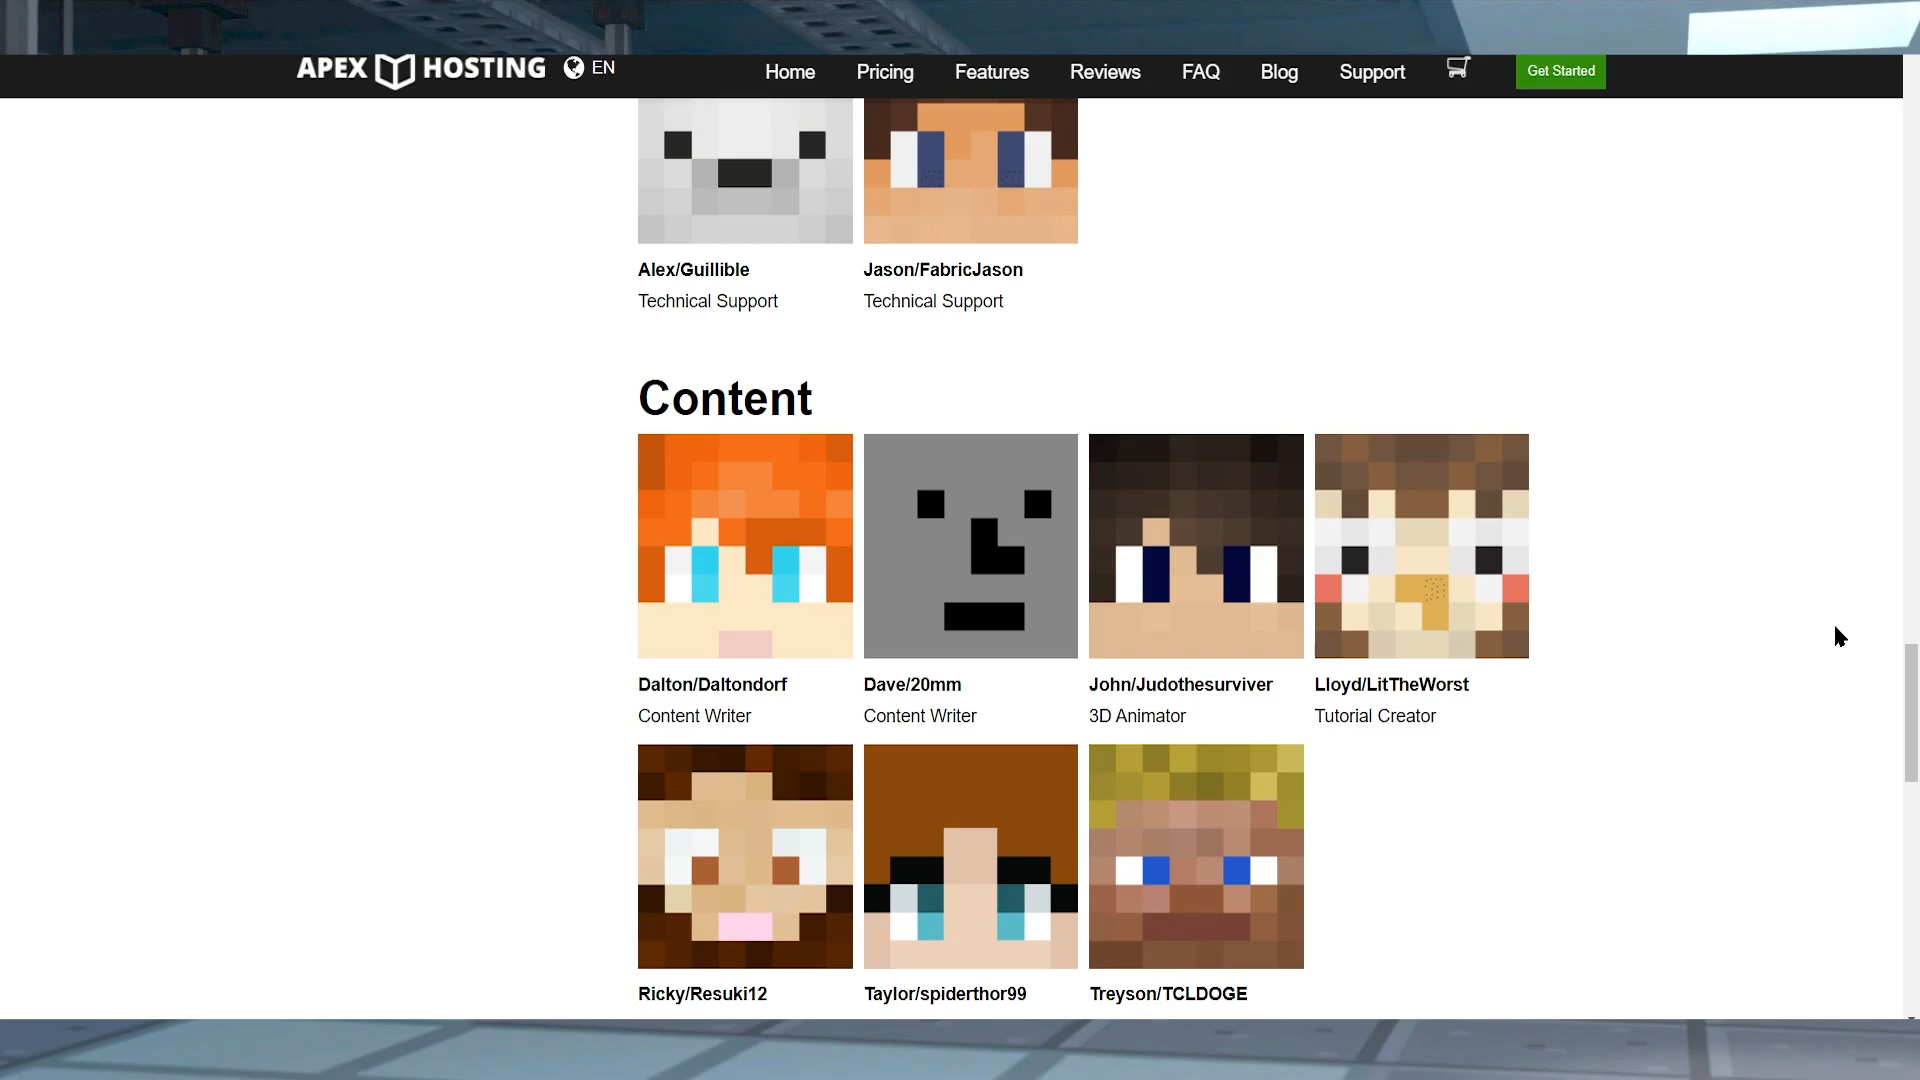 APEX HOSTING EN Home Pricing Features Reviews FAQ Blog Support Get Started
Alex/Guillible Jason/FabricJason
Technical Support Technical Support
Content
Dalton/Daltondorf Dave/20mm John/Judothesurviver Lloyd/LitTheWorst
Content Writer Content Writer 3D Animator Tutorial Creator
Ricky/Resuki12 Taylor/spiderthor99 Treyson/TCLDOGE